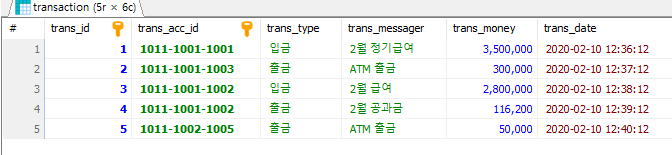 transaction (5r × 6c)
# trans_id trans_acc_id trans_type trans_messager trans_money trans_date
1 1 1011-1001-1001 입금 2월 정기급여 3,500,000 2020-02-10 12:36:12
2 2 1011-1001-1003 출금 ATM 출금 300,000 2020-02-10 12:37:12
3 3 1011-1001-1002 입금 2월 급여 2,800,000 2020-02-10 12:38:12
4 4 1011-1001-1002 출금 2월 공과금 116,200 2020-02-10 12:39:12
5 5 1011-1002-1005 출금 ATM 출금 50,000 2020-02-10 12:40:12